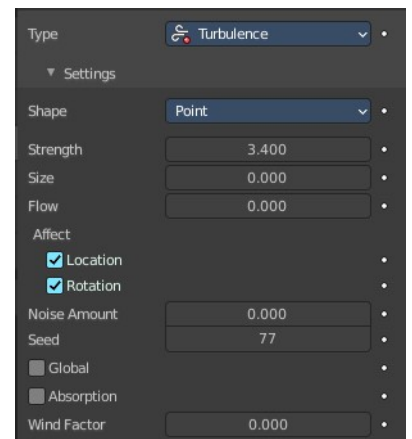 Type Turbulence
Settings
Shape Point
Strength 3.400
Size 0.000
Flow 0.000
Affect
Location
Rotation
Noise Amount 0.000
Seed 77
Global
Absorption
Wind Factor 0.000